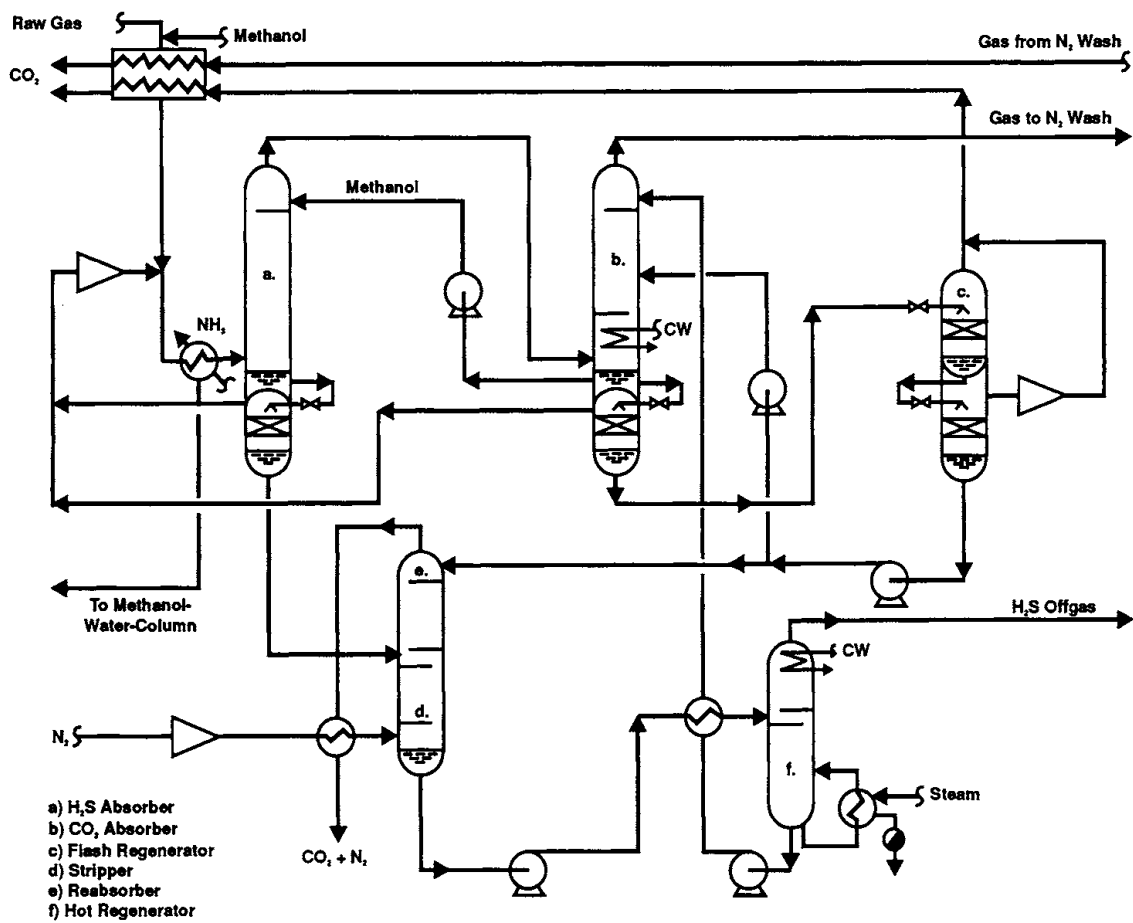 Raw Gas
Methanol
Gas from N₂ Wash
CO₂
Gas to N₂ Wash
Methanol
a.
b.
c.
NH₃
CW
To Methanol-
Water-Column
e.
H₂S Offgas
CW
d.
N₂
f.
Steam
CO₂ + N₂
a) H₂S Absorber
b) CO₂ Absorber
c) Flash Regenerator
d) Stripper
e) Reabsorber
f) Hot Regenerator